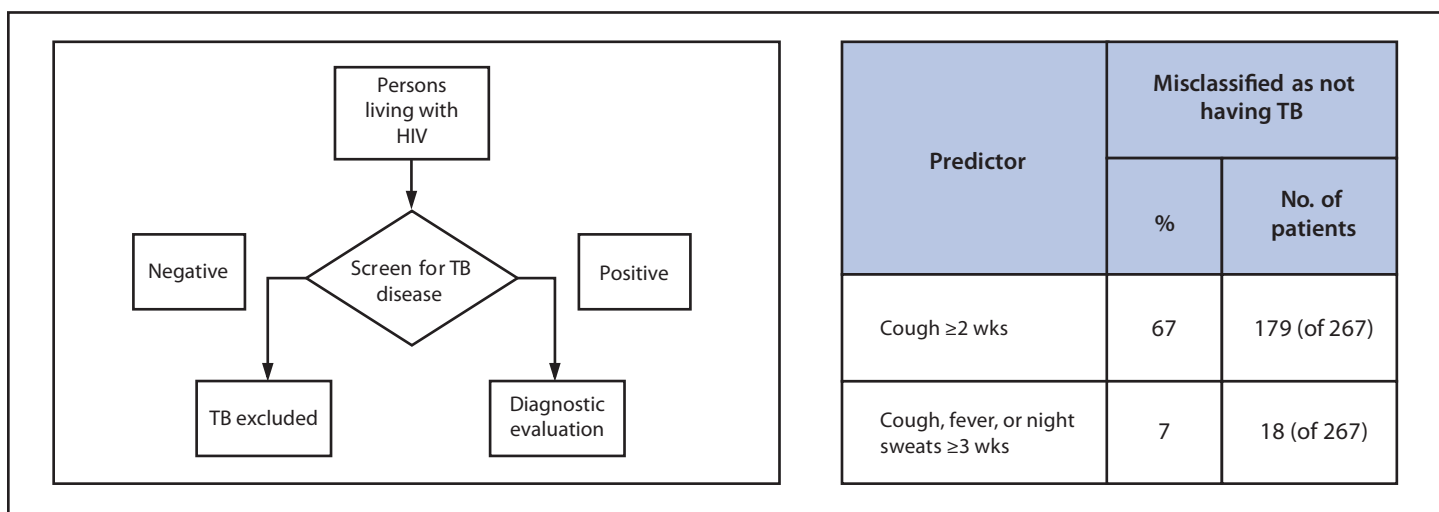 Persons
living with
HIV
Negative
Screen for TB
disease
Positive
TB excluded
Diagnostic
evaluation
Predictor
Misclassified as not
having TB
%
No. of
patients
Cough ≥2 wks
67
179 (of 267)
Cough, fever, or night
sweats ≥3 wks
7
18 (of 267)